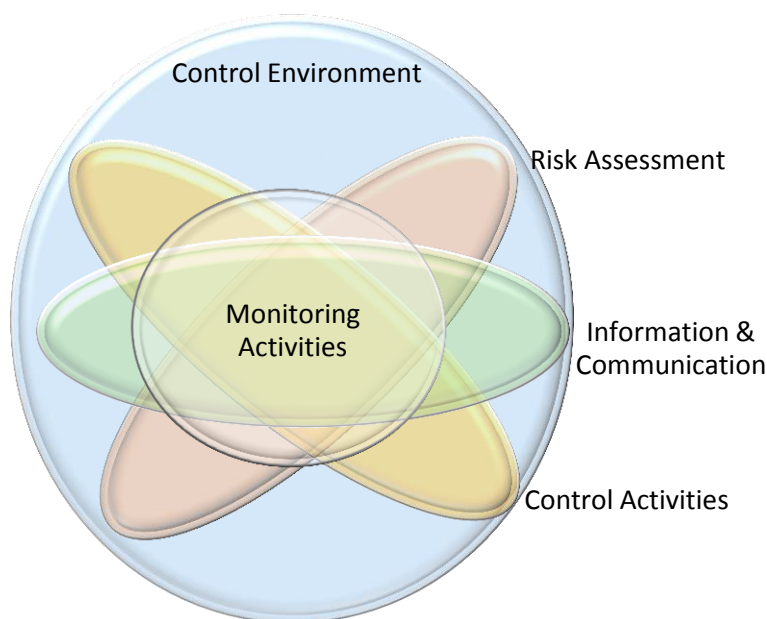 Control Environment
Risk Assessment
Monitoring
Activities
Information &
Communication
Control Activities